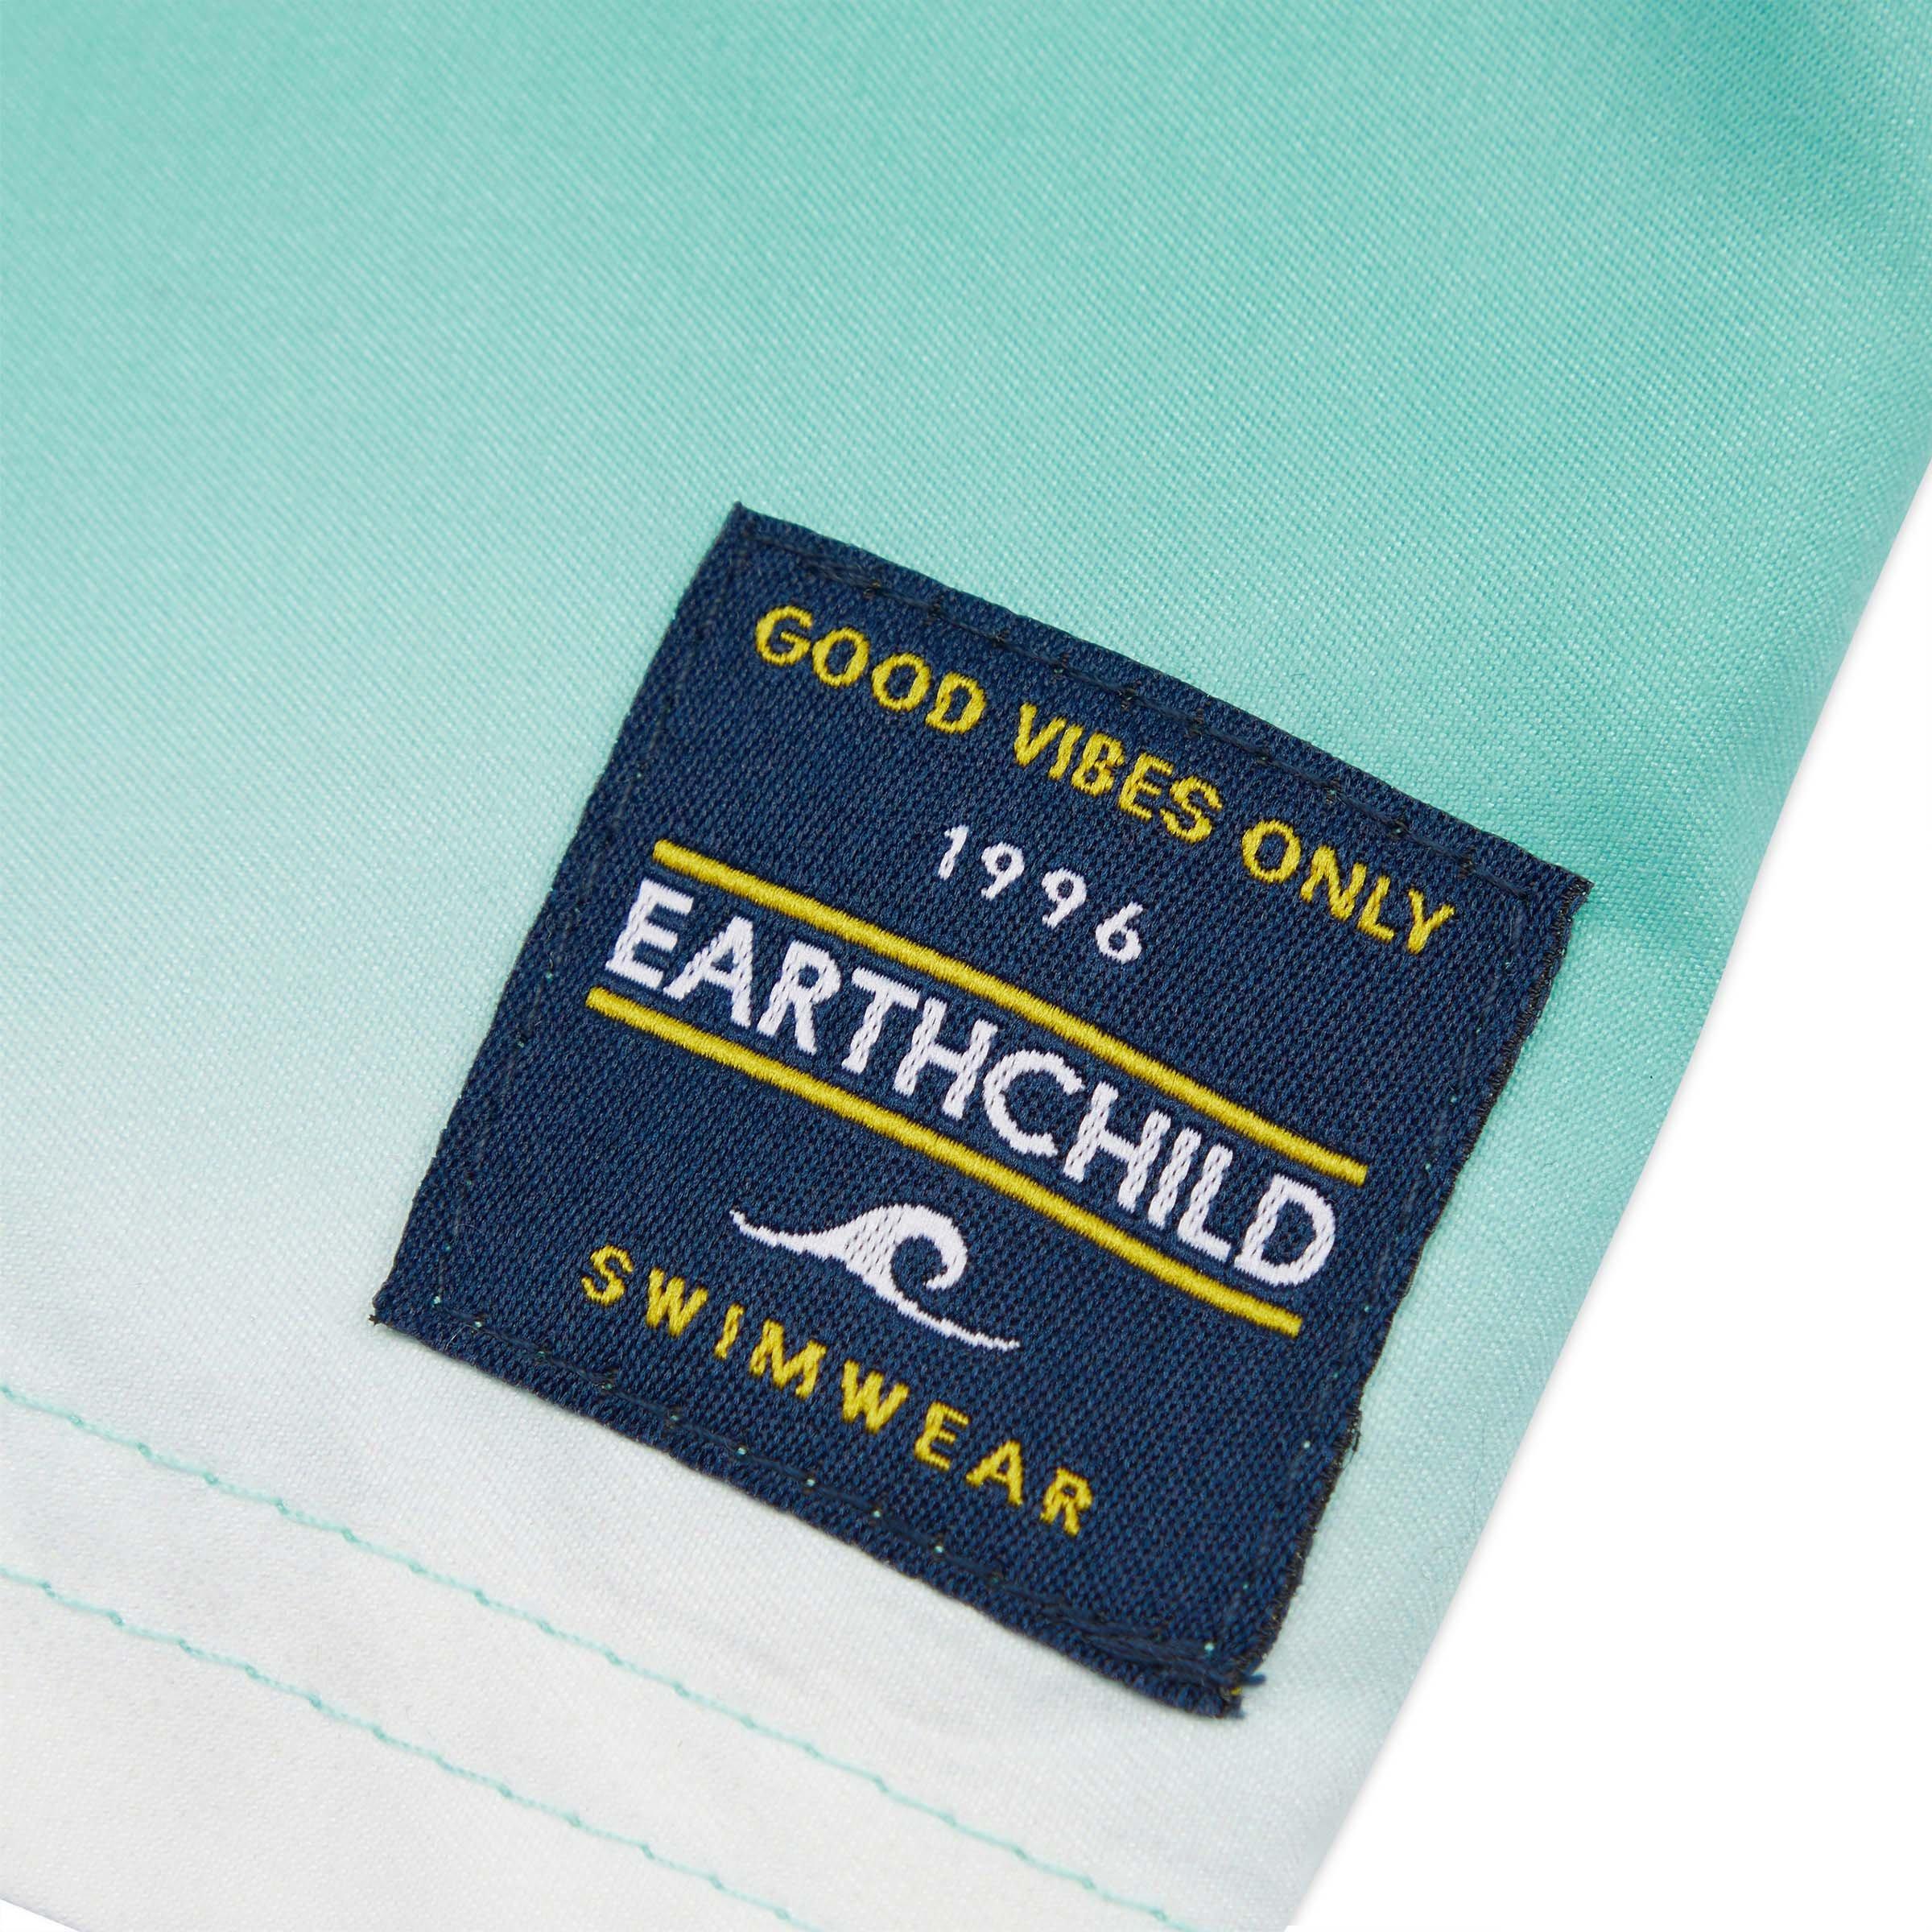 GOOD VIBES ONLY
1996
EARTHCHILD
SWIMWEAR